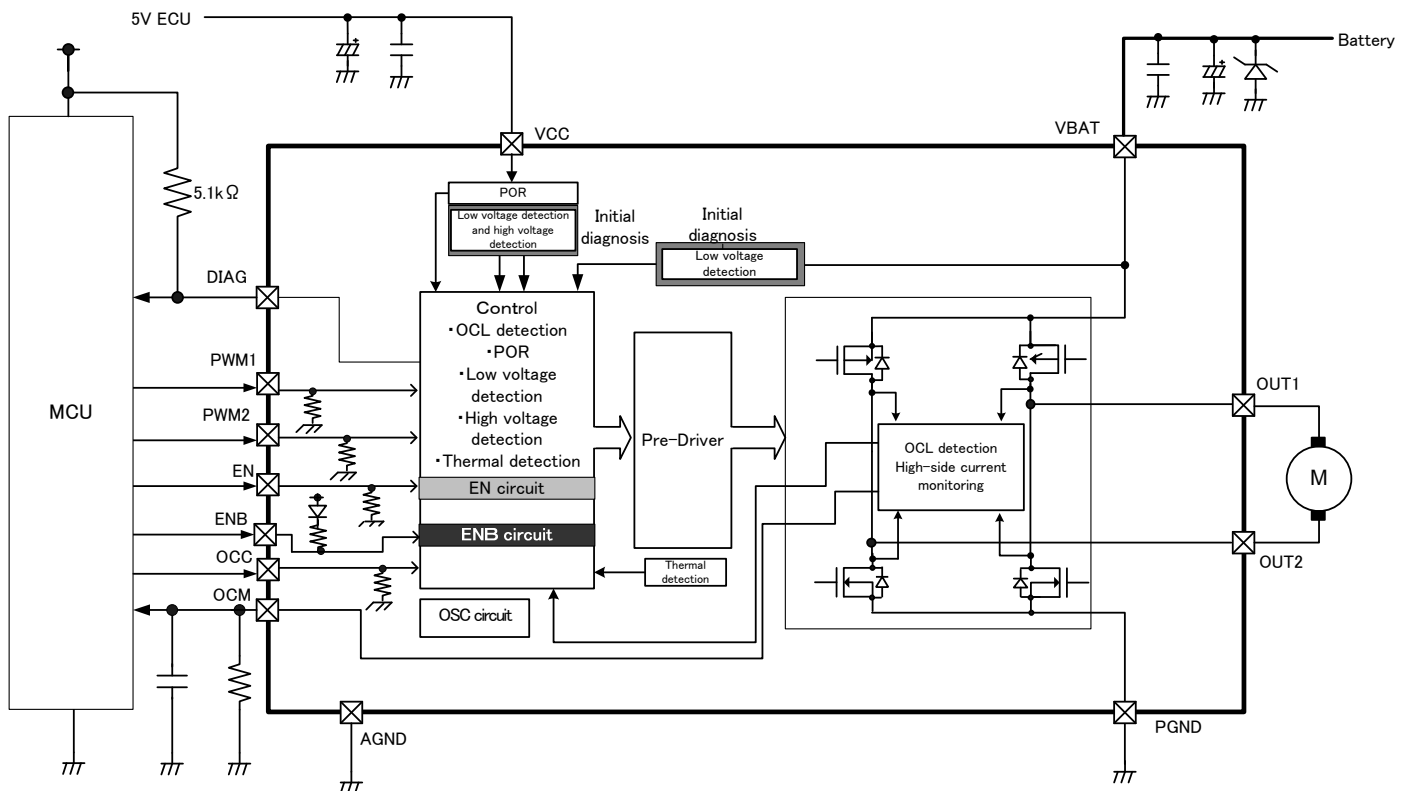 5V ECU
Battery
VCC
VBAT
POR
Low voltage detection
and high voltage
detection
Initial
diagnosis
Initial
diagnosis
Low voltage
detection
5.1kΩ
DIAG
PWM1
PWM2
EN
ENB
OCC
OCM
MCU
Control
・OCL detection
・POR
・Low voltage
detection
・High voltage
detection
・Thermal detection
EN circuit
ENB circuit
OSC circuit
Pre-Driver
Thermal
detection
OCL detection
High-side current
monitoring
OUT1
M
OUT2
AGND
PGND